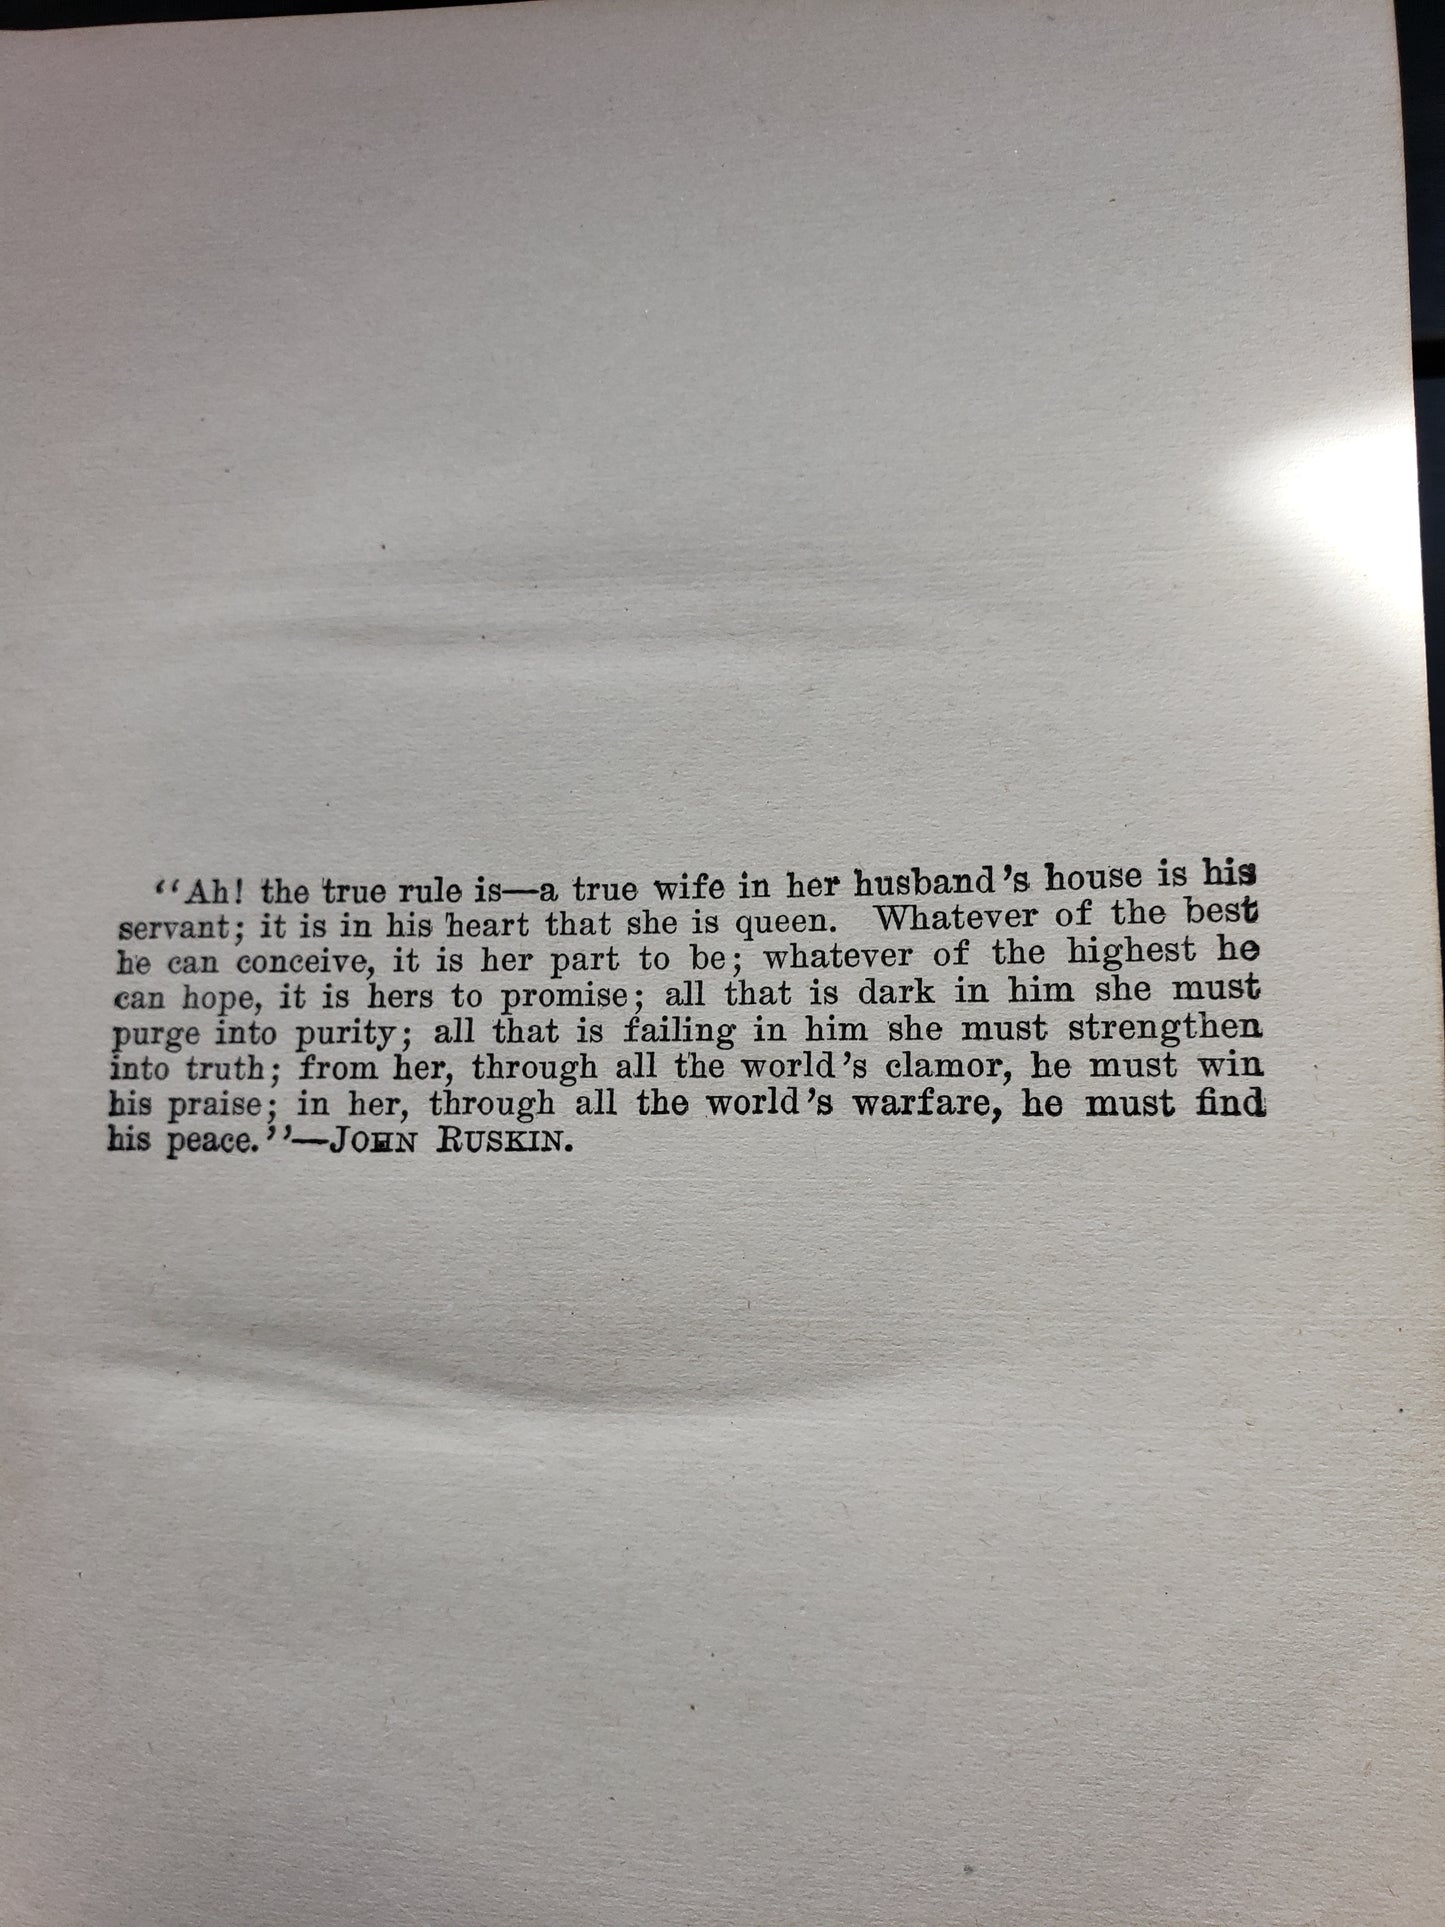 “Ah! the true rule is—a true wife in her husband’s house is his
servant; it is in his heart that she is queen. Whatever of the best
he can conceive, it is her part to be; whatever of the highest he
can hope, it is hers to promise; all that is dark in him she must
purge into purity; all that is failing in him she must strengthen
into truth; from her, through all the world’s clamor, he must win
his praise; in her, through all the world’s warfare, he must find
his peace.”—JOHN RUSKIN.